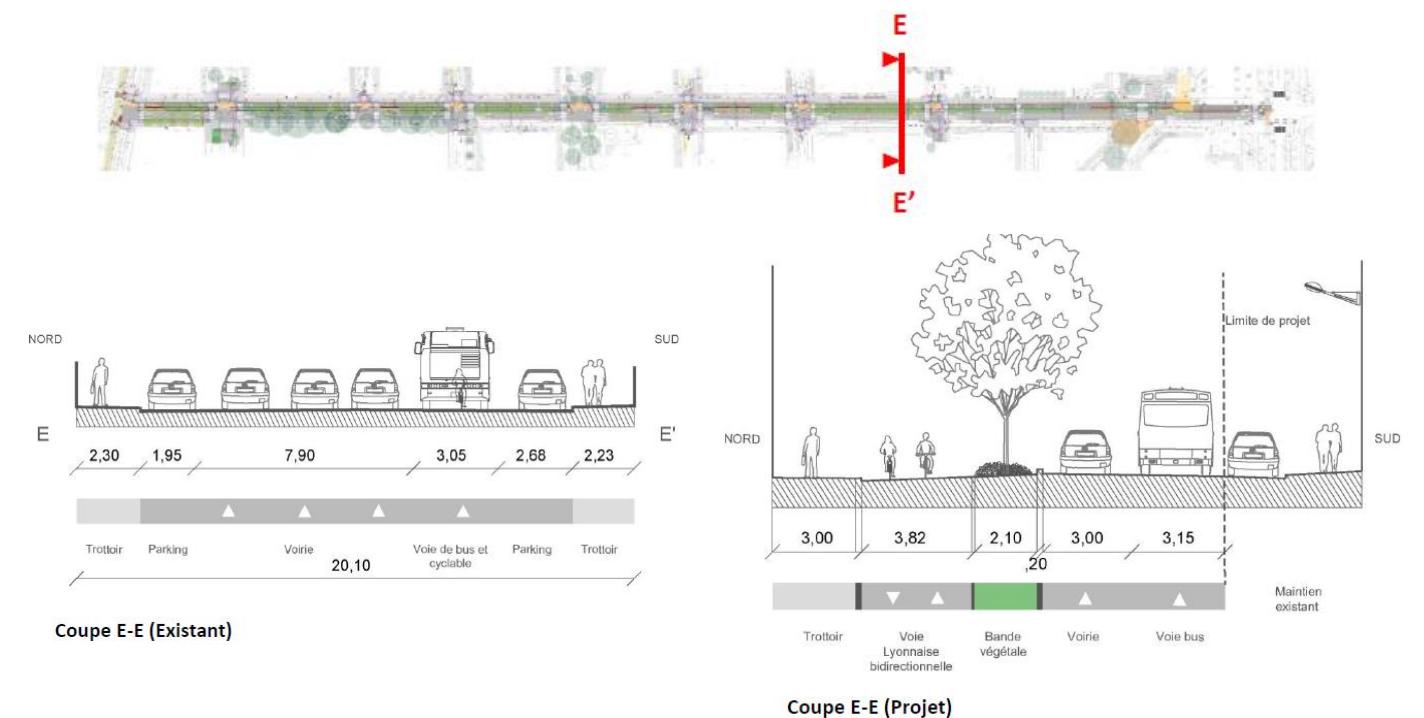 E
E'
NORD
SUD
E
E'
2,30 1,95 7,90 3,05 2,68 2,23
Trottoir Parking Voirie Voie de bus et cyclable Parking Trottoir
20,10
Coupe E-E (Existant)
Limite de projet
NORD
SUD
3,00 3,82 2,10 3,00 3,15
,20
Maintien
existant
Trottoir Voie Bande Voirie Voie bus
Lyonnaise végétale
bidirectionnelle
Coupe E-E (Projet)